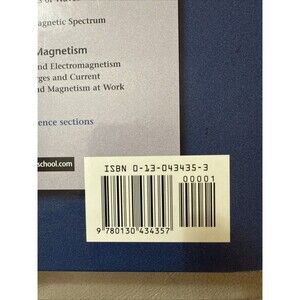 agnetic Spectrum
Magnetism
nd Electromagnetism
rges and Current
nd Magnetism at Work
ence sections
school.com
ISBN 0-13-043435-3
00001
9 780130 434357